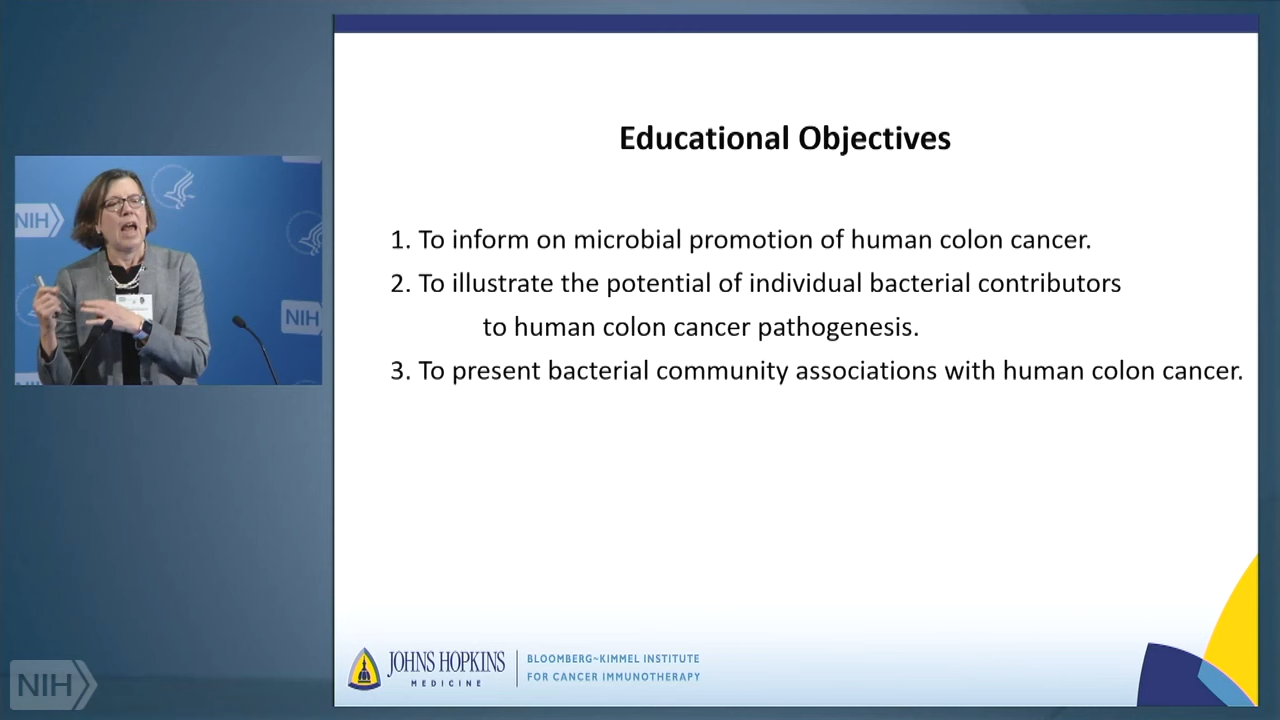 Educational Objectives
1. To inform on microbial promotion of human colon cancer.
2. To illustrate the potential of individual bacterial contributors
to human colon cancer pathogenesis.
3. To present bacterial community associations with human colon cancer.
NIH
NIH
JOHNS HOPKINS
MEDICINE
BLOOMBERG~KIMMEL INSTITUTE
FOR CANCER IMMUNOTHERAPY
NIH